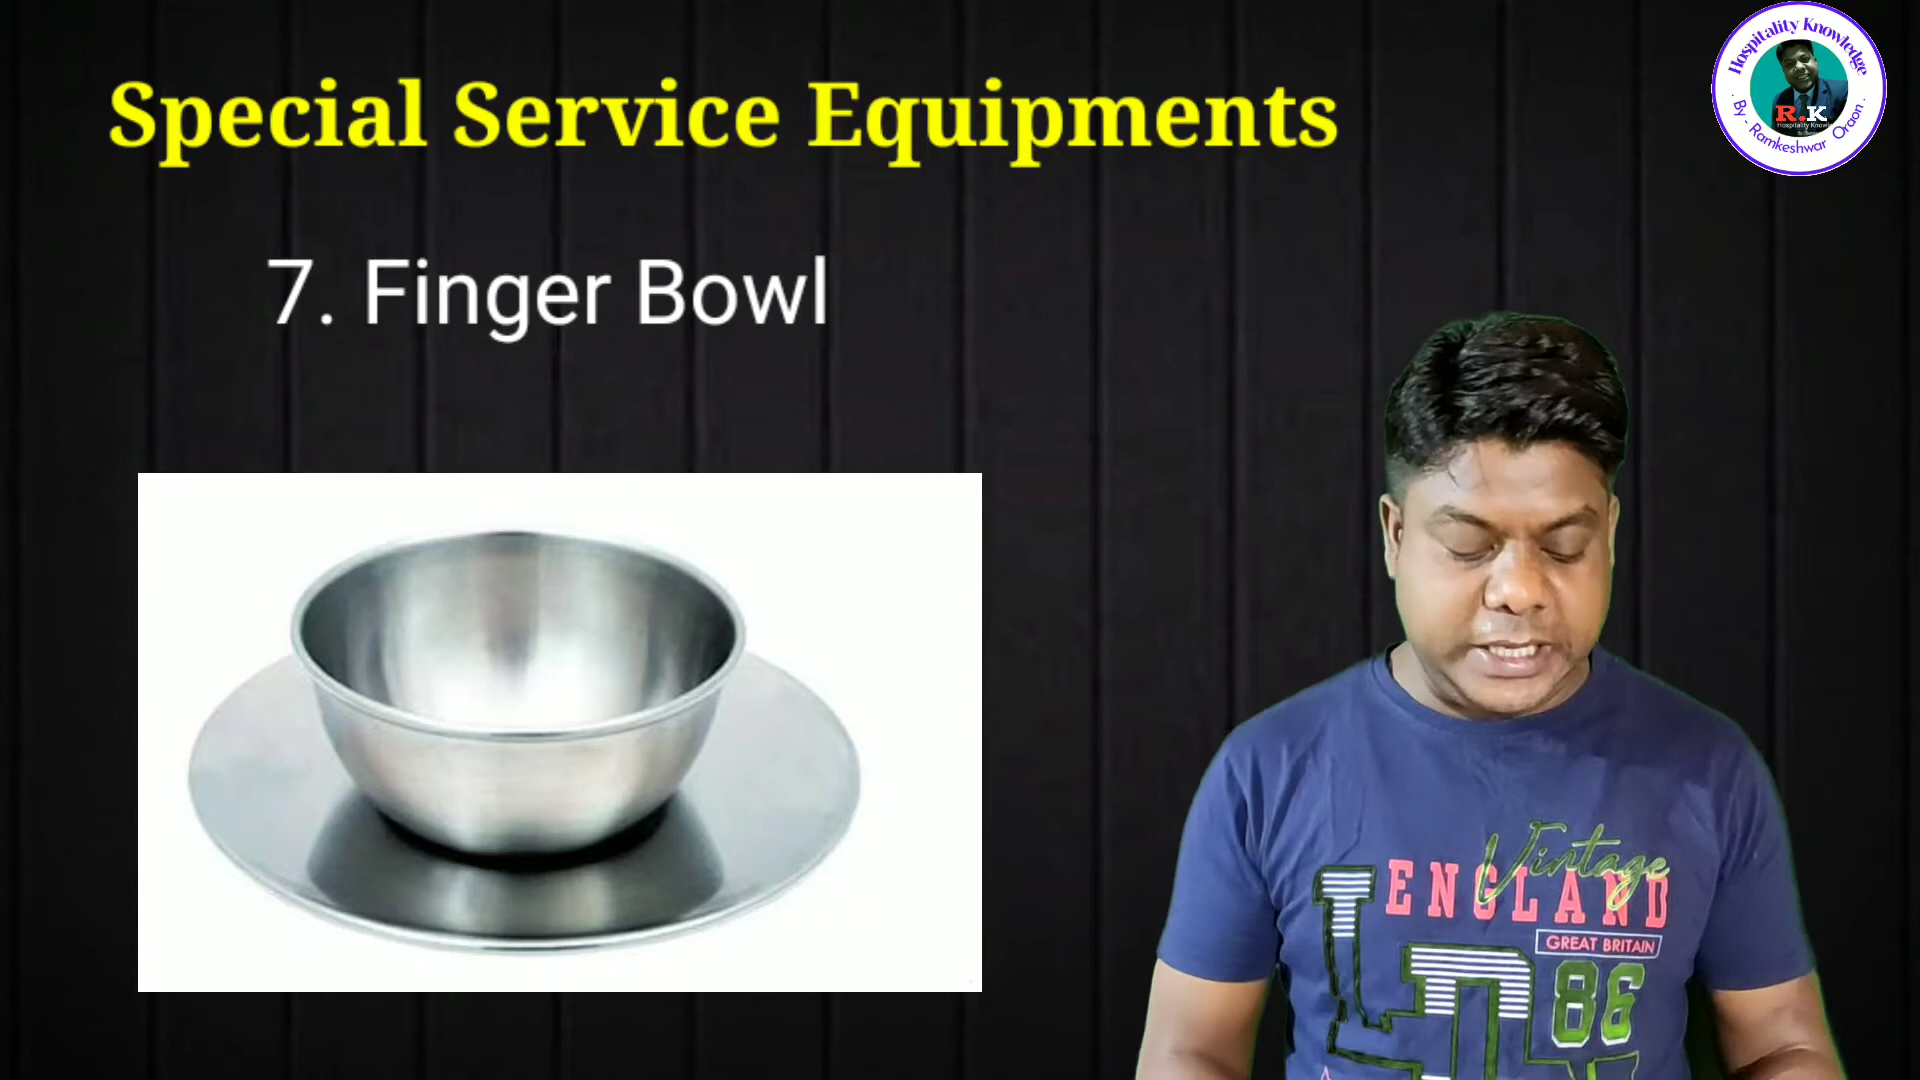 Special Service Equipments
Hospitality Knowledge
R.K
By - Ramkeshwar Oraon
7. Finger Bowl
Vintage
ENGLAND
GREAT BRITAIN
86